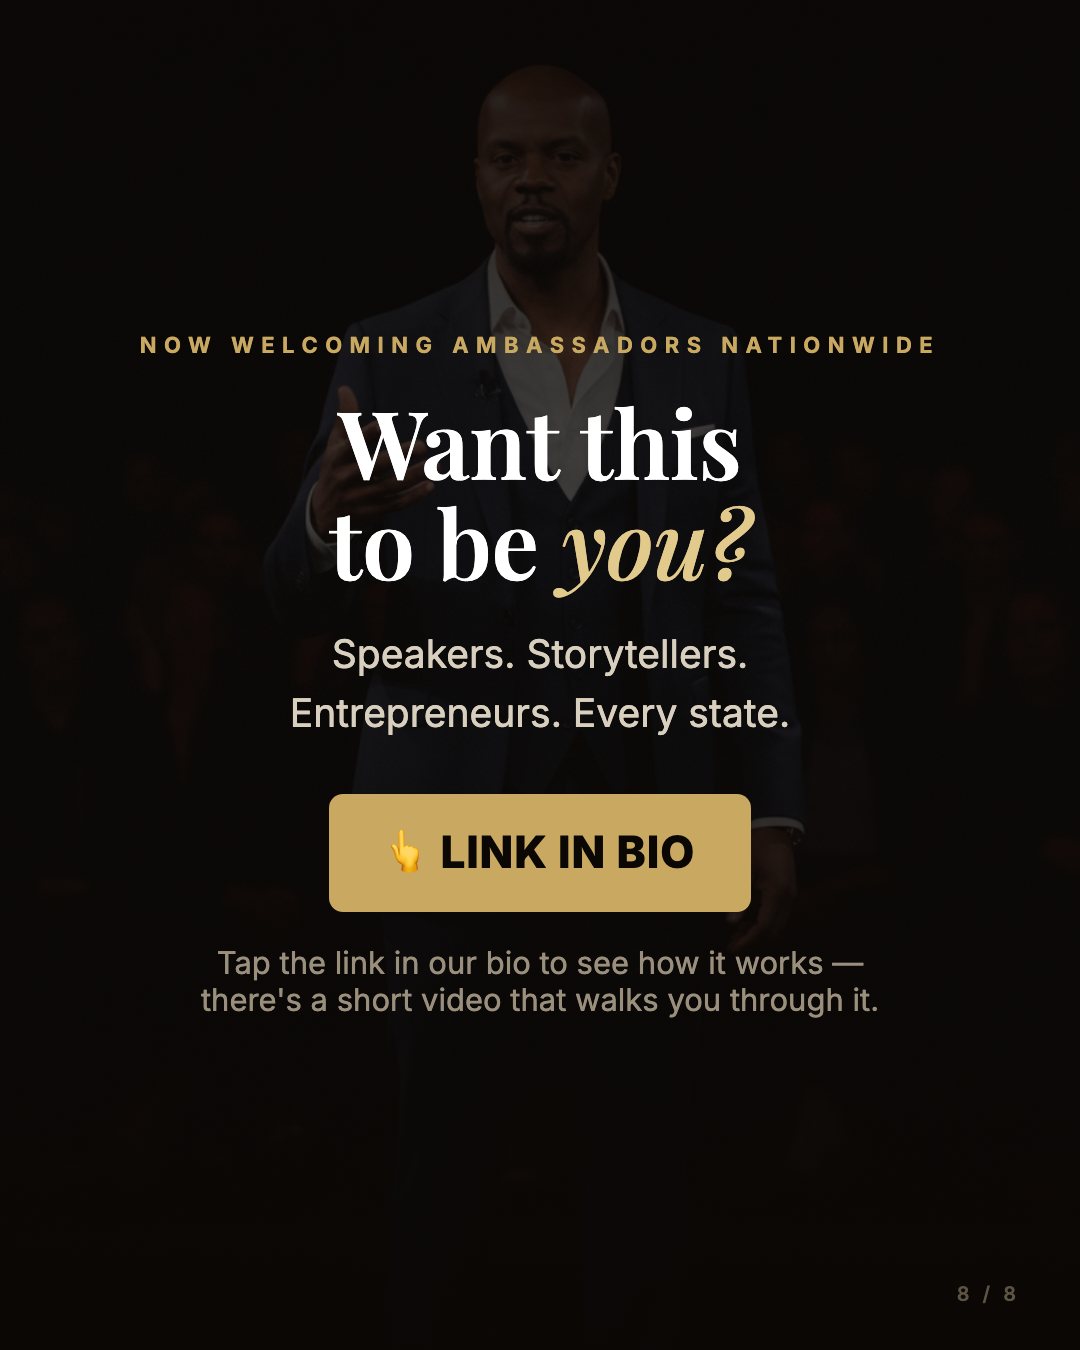 NOW WELCOMING AMBASSADORS NATIONWIDE
Want this
to be you?
Speakers. Storytellers.
Entrepreneurs. Every state.
👆 LINK IN BIO
Tap the link in our bio to see how it works —
there's a short video that walks you through it.
8 / 8